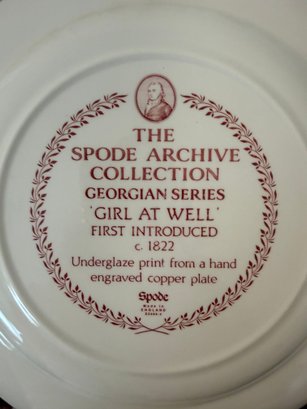 THE
SPODE ARCHIVE
COLLECTION
GEORGIAN SERIES
'GIRL AT WELL'
FIRST INTRODUCED
c. 1822
Underglaze print from a hand
engraved copper plate
Spode
MADE IN
ENGLAND